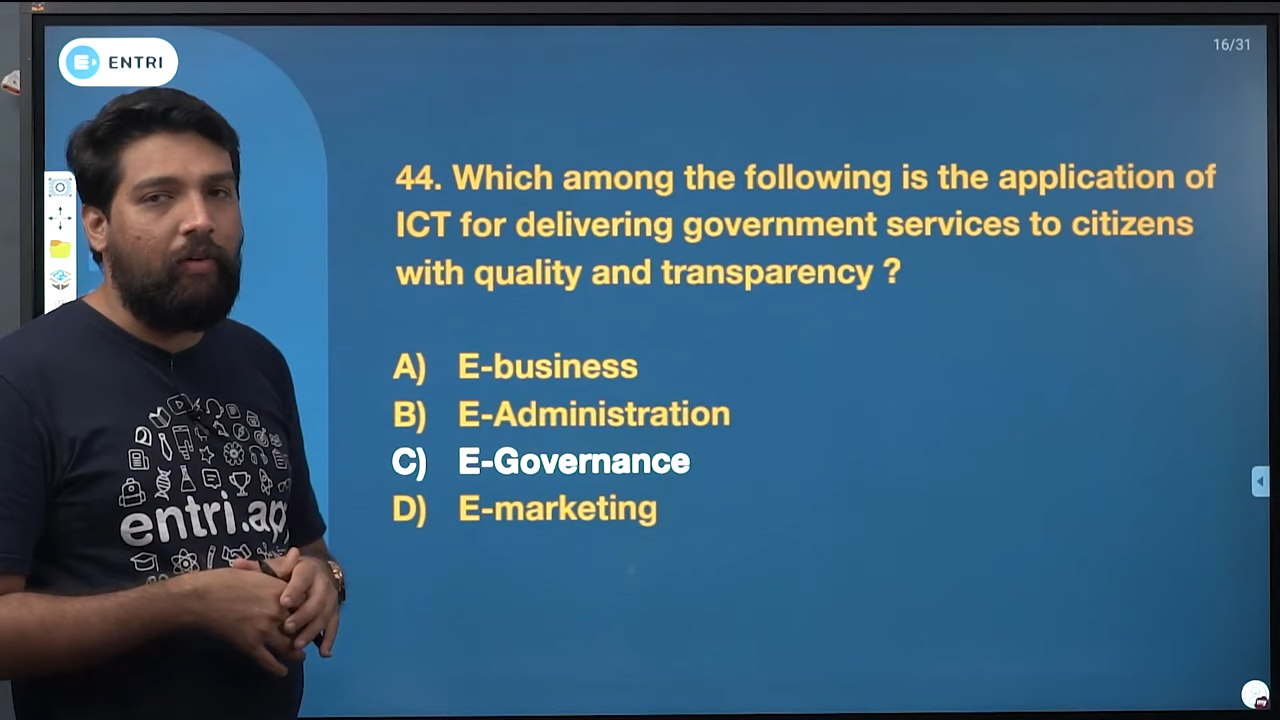 ENTRI
16/31
44. Which among the following is the application of
ICT for delivering government services to citizens
with quality and transparency ?
A) E-business
B) E-Administration
C) E-Governance
D) E-marketing
entri.ap